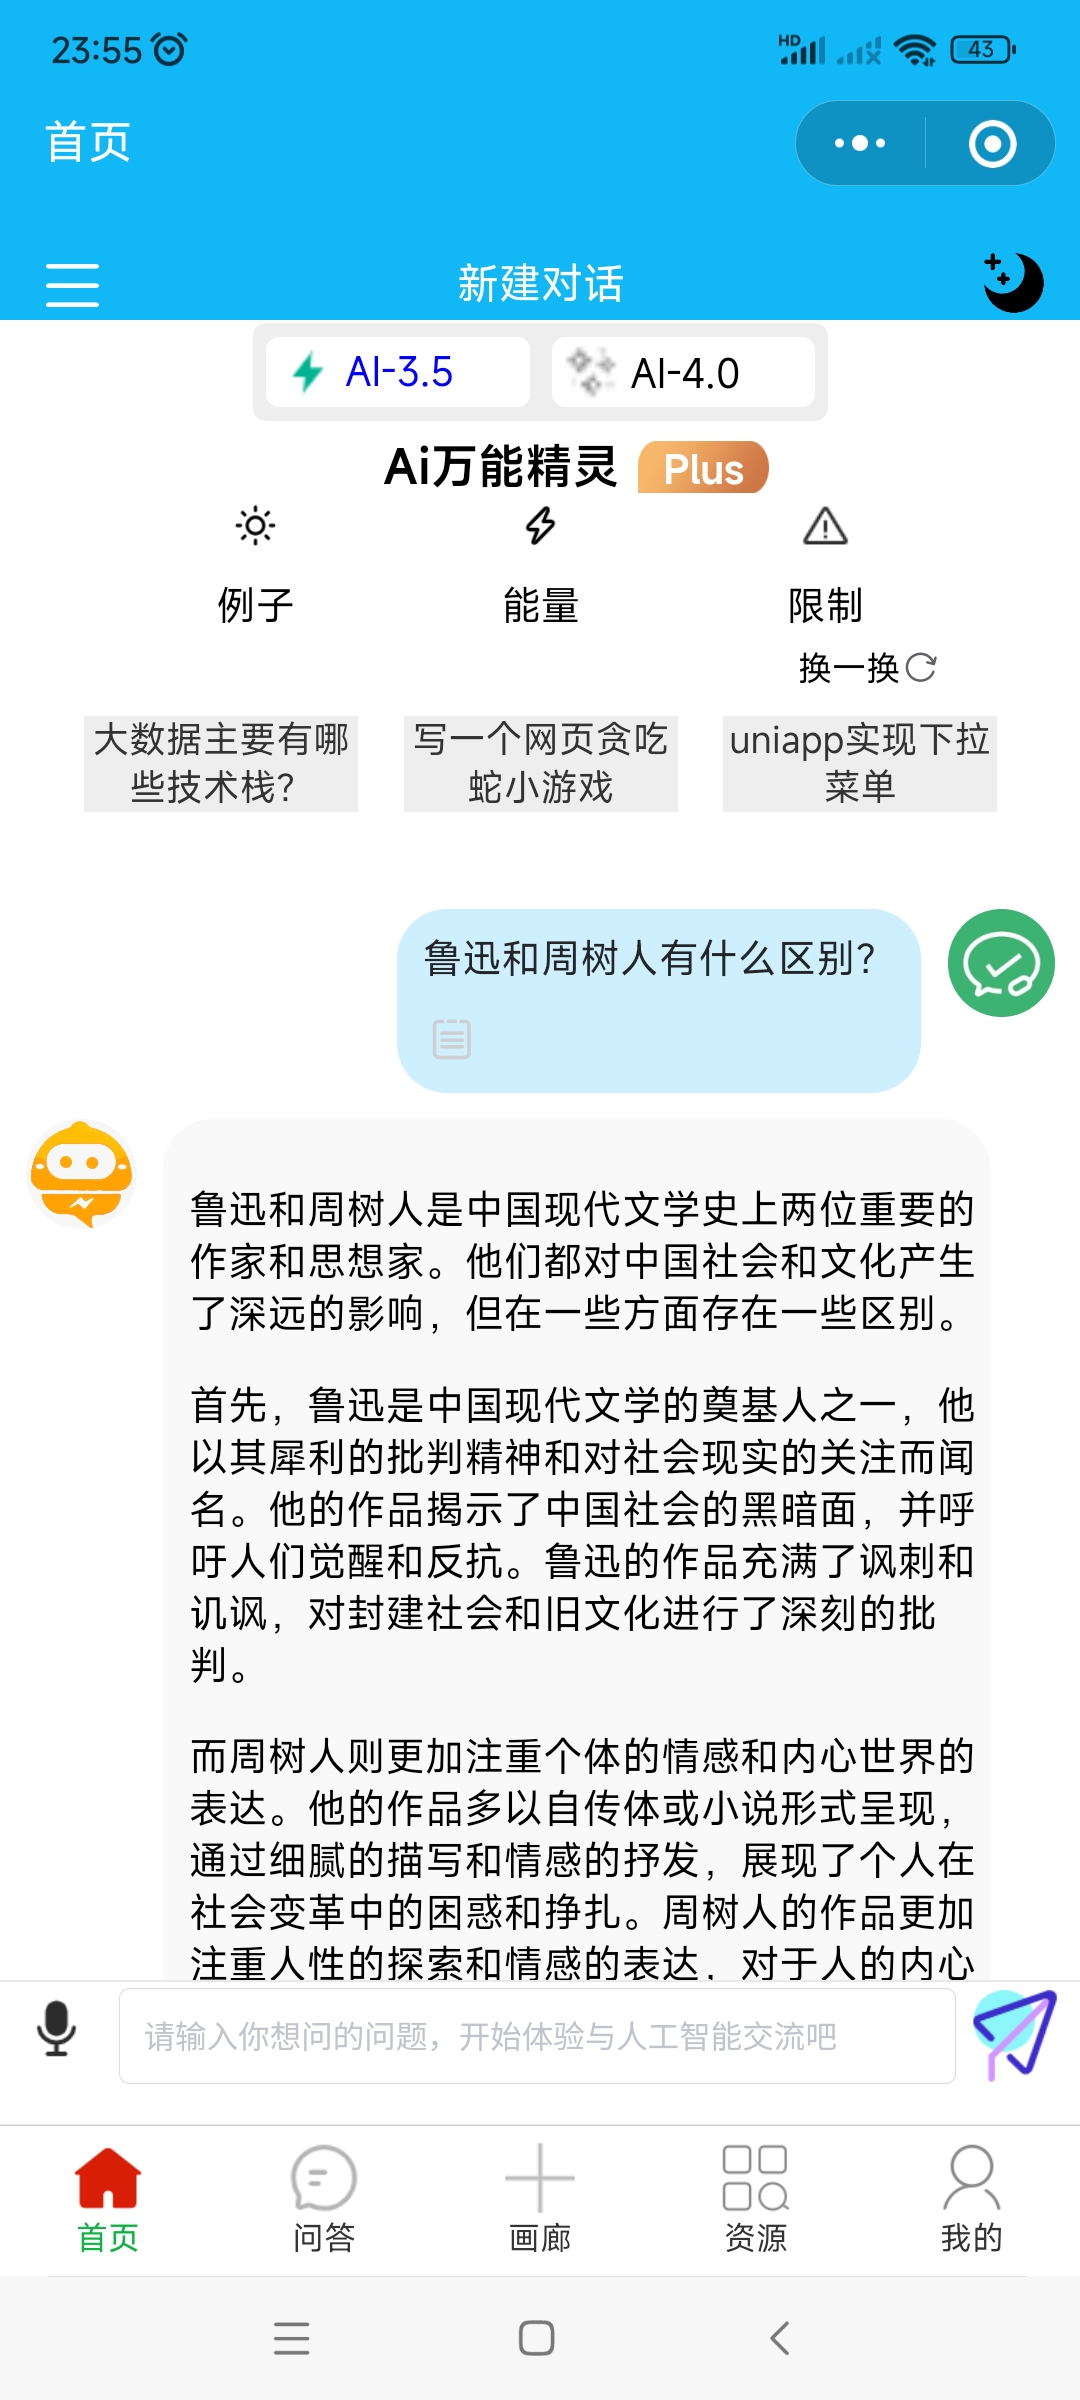 23:55
HD
43
首页
新建对话
AI-3.5
AI-4.0
Ai万能精灵 Plus
例子
能量
限制
换一换
大数据主要有哪
些技术栈?
写一个网页贪吃
蛇小游戏
uniapp实现下拉
菜单
鲁迅和周树人有什么区别?
鲁迅和周树人是中国现代文学史上两位重要的
作家和思想家。他们都对中国社会和文化产生
了深远的影响，但在一些方面存在一些区别。
首先，鲁迅是中国现代文学的奠基人之一，他
以其犀利的批判精神和对社会现实的关注而闻
名。他的作品揭示了中国社会的黑暗面，并呼
吁人们觉醒和反抗。鲁迅的作品充满了讽刺和
讥讽，对封建社会和旧文化进行了深刻的批
判。
而周树人则更加注重个体的情感和内心世界的
表达。他的作品多以自传体或小说形式呈现，
通过细腻的描写和情感的抒发，展现了个人在
社会变革中的困惑和挣扎。周树人的作品更加
注重人性的探索和情感的表达，对于人的内心
请输入你想问的问题，开始体验与人工智能交流吧
首页
问答
画廊
资源
我的